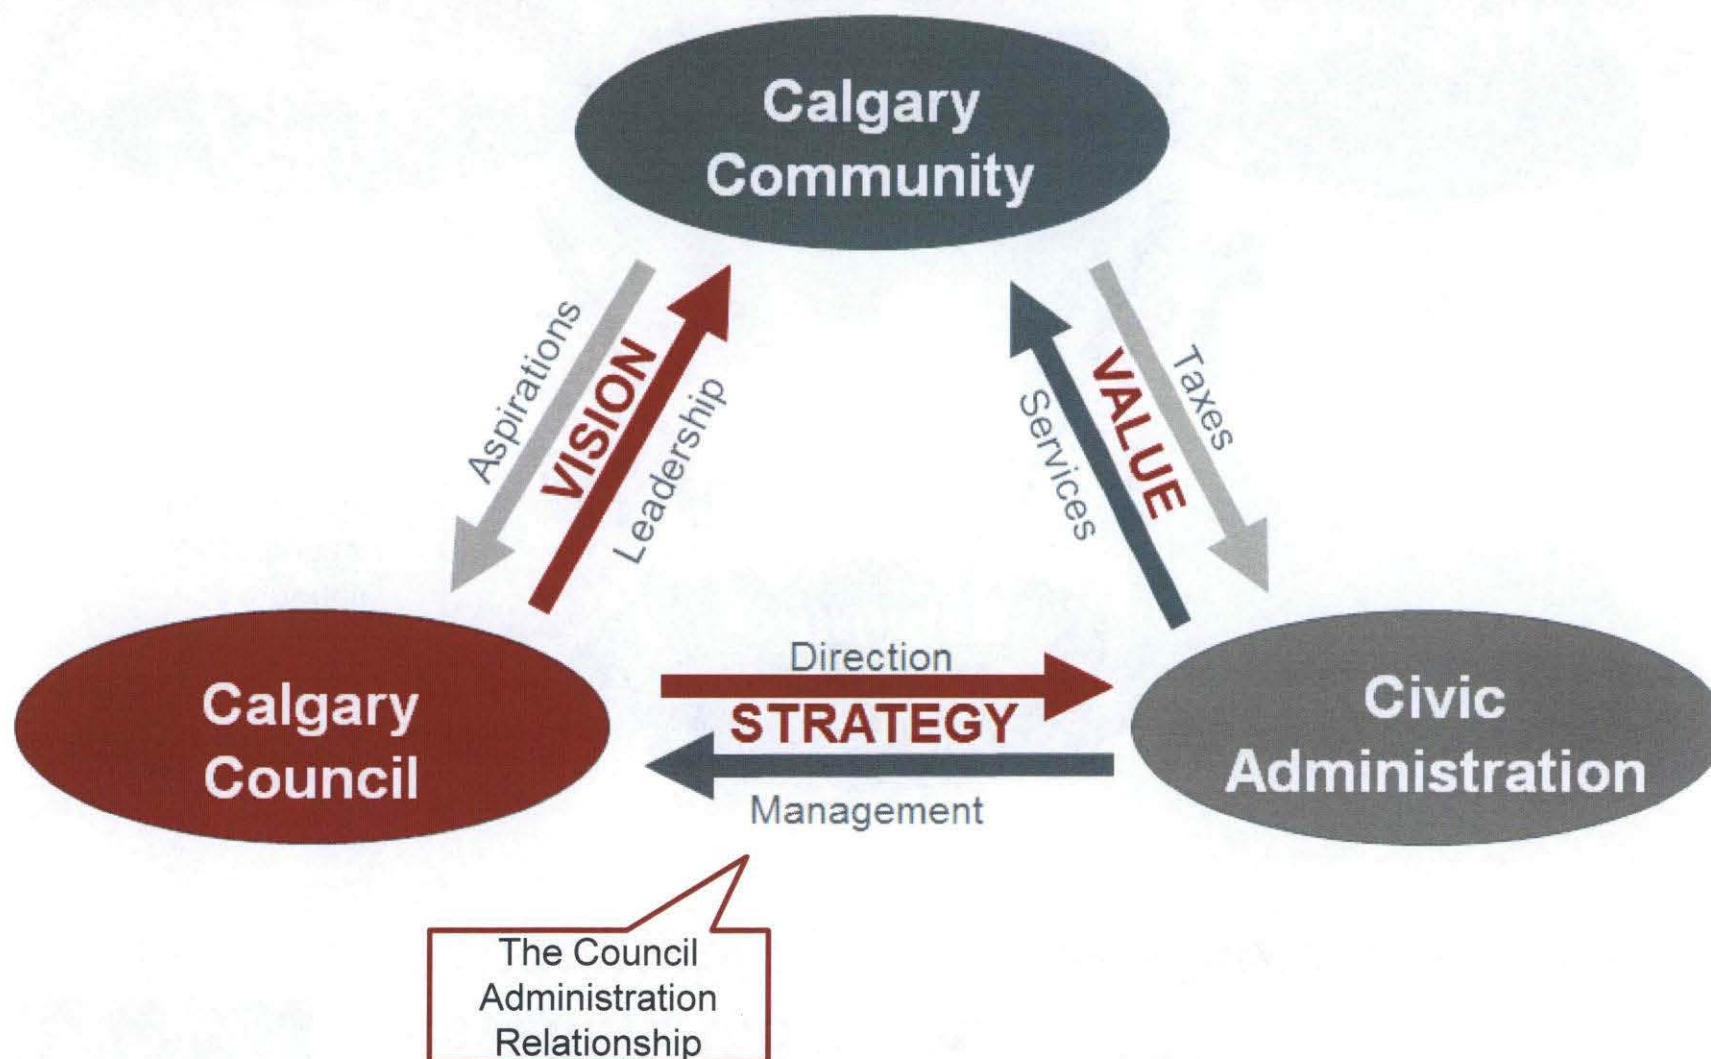 Calgary
Community
Aspirations
VISION
Leadership
Services
VALUE
Taxes
Calgary
Council
Direction
STRATEGY
Management
Civic
Administration
The Council
Administration
Relationship